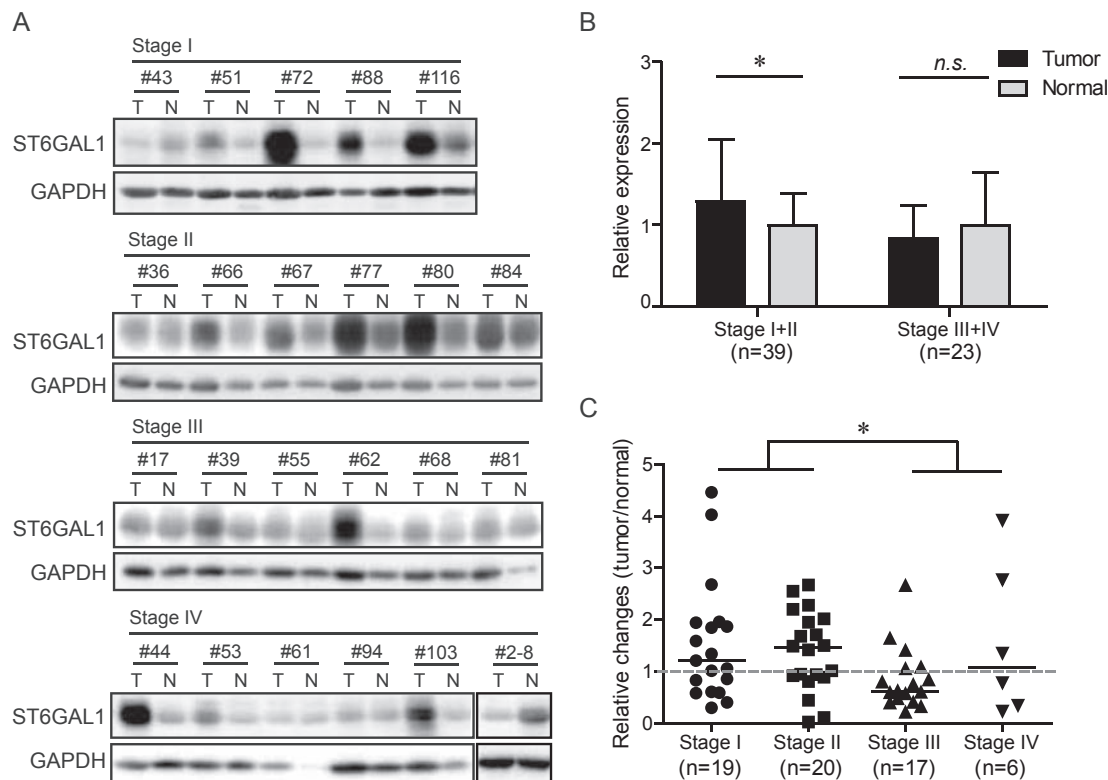 A
Stage I
#43 #51 #72 #88 #116
T N T N T N T N T N
ST6GAL1
GAPDH
Stage II
#36 #66 #67 #77 #80 #84
T N T N T N T N T N T N
ST6GAL1
GAPDH
Stage III
#17 #39 #55 #62 #68 #81
T N T N T N T N T N T N
ST6GAL1
GAPDH
Stage IV
#44 #53 #61 #94 #103 #2-8
T N T N T N T N T N T N
ST6GAL1
GAPDH
B
Relative expression
3
2
1
0
*
n.s.
Tumor
Normal
Stage I+II
(n=39)
Stage III+IV
(n=23)
C
Relative changes (tumor/normal)
5
4
3
2
1
0
*
Stage I
(n=19)
Stage II
(n=20)
Stage III
(n=17)
Stage IV
(n=6)